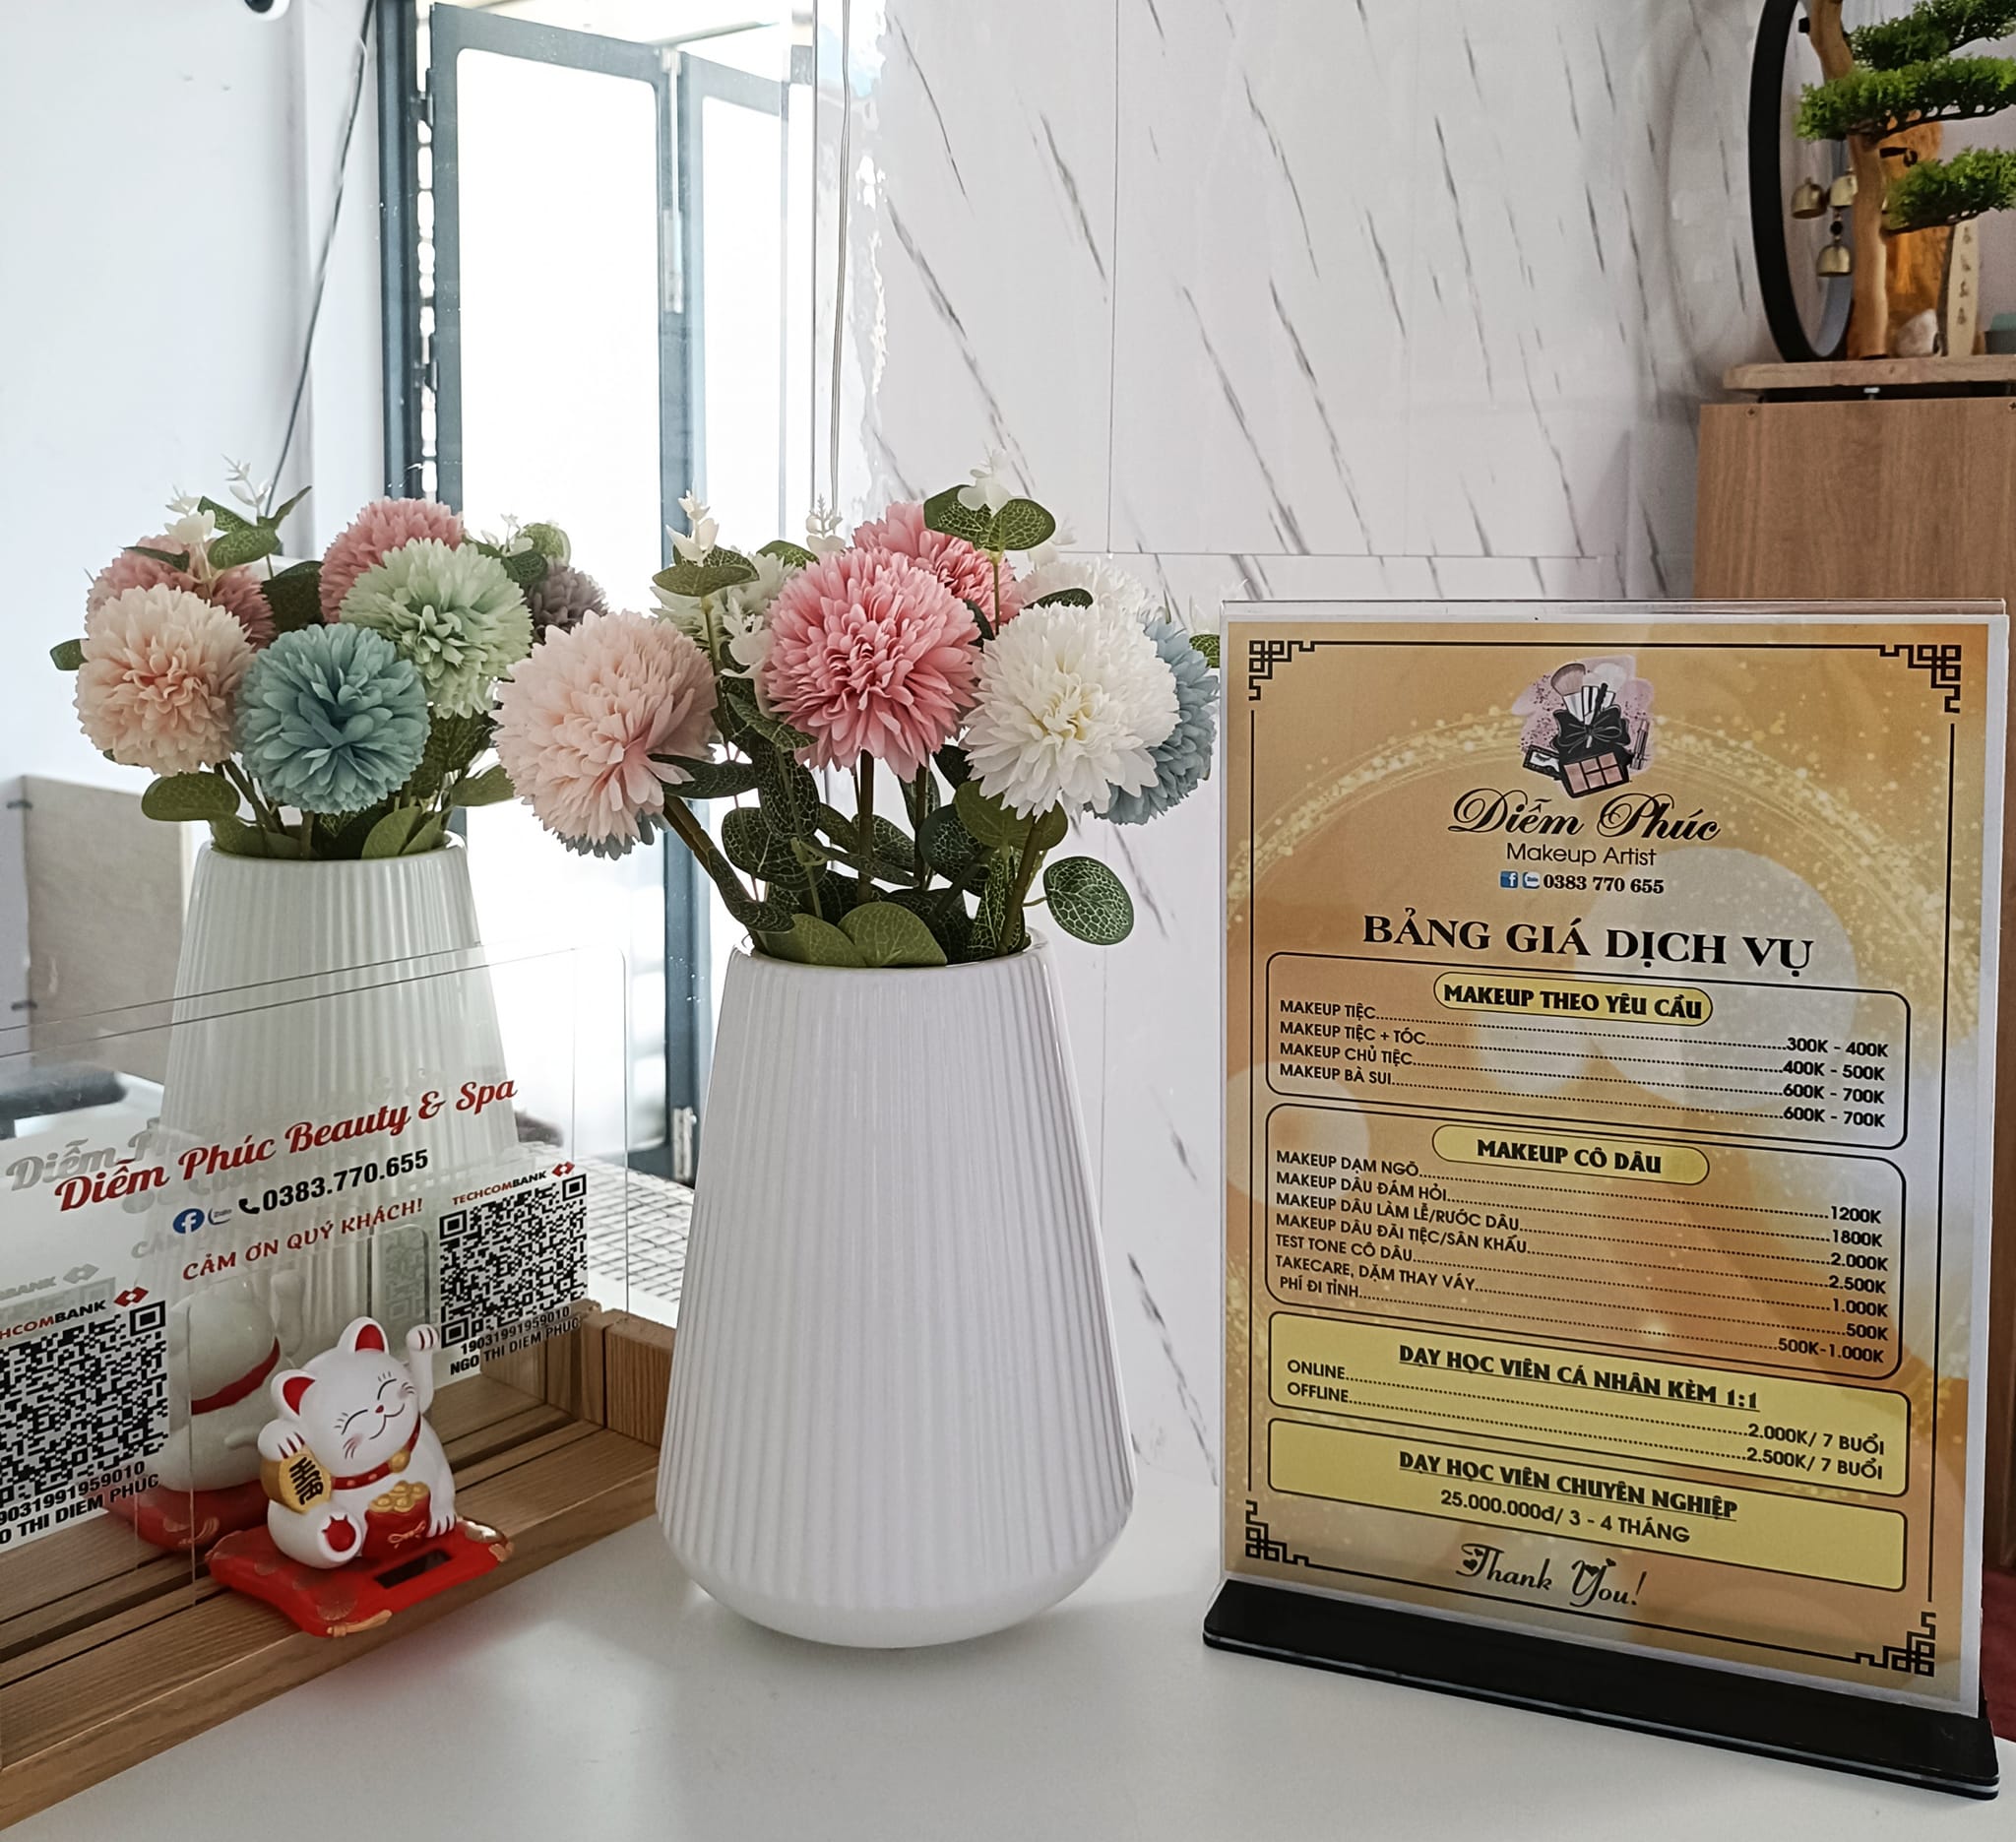 Diễm Phúc Beauty & Spa
0383.770.655
CẢM ƠN QUÝ KHÁCH!
TECHCOMBANK
19031991959010
NGO THI DIEM PHUC
Diễm Phúc
Makeup Artist
0383 770 655
BẢNG GIÁ DỊCH VỤ
MAKEUP THEO YÊU CẦU
MAKEUP TIỆC...300K - 400K
MAKEUP TIỆC + TÓC...400K - 500K
MAKEUP CHỦ TIỆC...600K - 700K
MAKEUP BÀ SUI...600K - 700K
MAKEUP CÔ DÂU
MAKEUP DẠM NGÕ...1200K
MAKEUP DÂU ĐÁM HỎI...1800K
MAKEUP DÂU LÀM LỄ/RƯỚC DÂU...2.000K
MAKEUP DÂU ĐÃI TIỆC/SÂN KHẤU...2.500K
TEST TONE CÔ DÂU...1.000K
TAKECARE, DẶM THAY VÁY...500K
PHÍ ĐI TỈNH...500K-1.000K
DẠY HỌC VIÊN CÁ NHÂN KÈM 1:1
ONLINE...2.000K/ 7 BUỔI
OFFLINE...2.500K/ 7 BUỔI
DẠY HỌC VIÊN CHUYÊN NGHIỆP
25.000.000đ/ 3 - 4 THÁNG
Thank You!